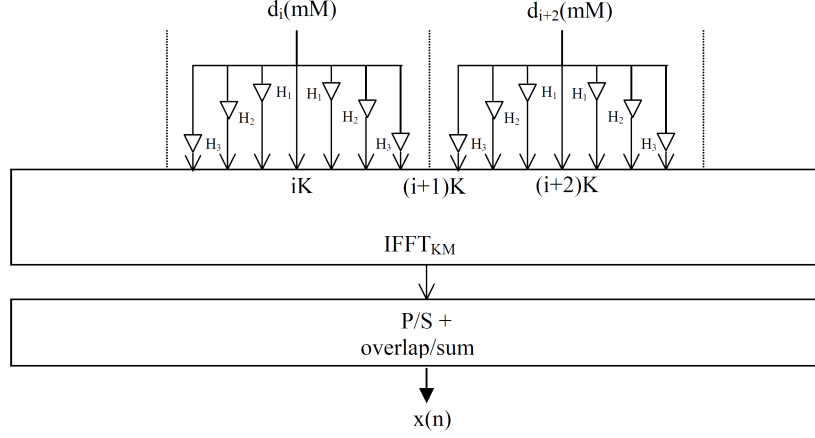 dᵢ(mM) dᵢ₊₂(mM)
H₁ H₁ H₁ H₁
H₂ H₂ H₂ H₂
H₃ H₃ H₃ H₃
iK (i+1)K (i+2)K
IFFT_KM
P/S +
overlap/sum
x(n)